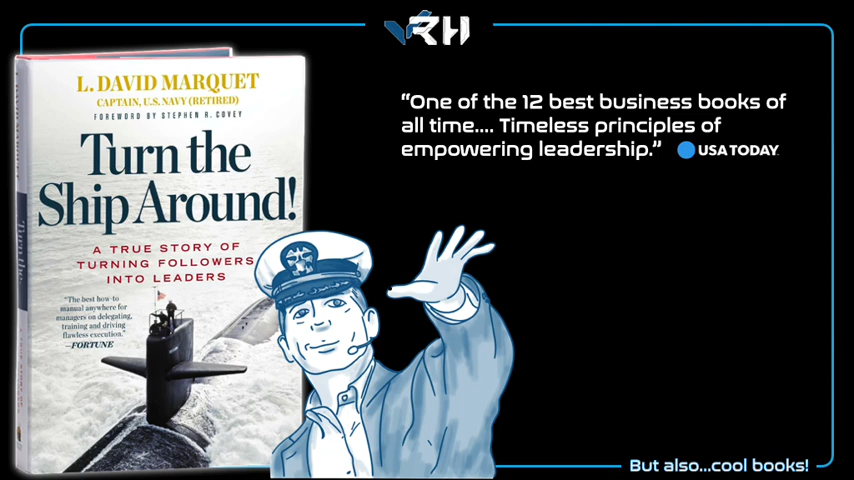 VRH
L. DAVID MARQUET
CAPTAIN, U.S. NAVY (RETIRED)
FOREWORD BY STEPHEN R. COVEY
Turn the
Ship Around!
A TRUE STORY OF
TURNING FOLLOWERS
INTO LEADERS
"The best how-to
manual anywhere for
managers on delegating,
training and driving
flawless execution."
—FORTUNE
Turn the
“One of the 12 best business books of
all time.... Timeless principles of
empowering leadership.” USA TODAY
But also...cool books!